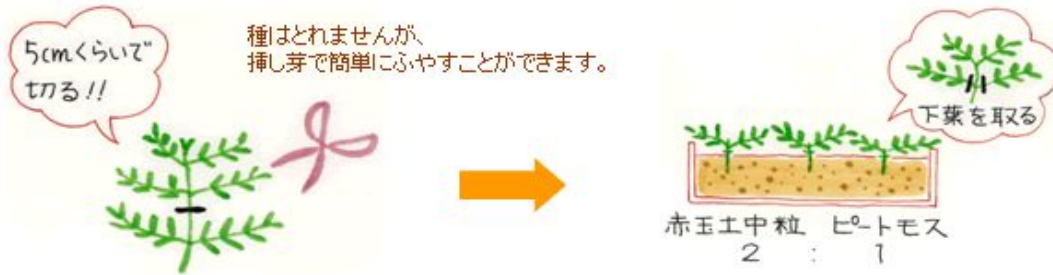 5cmくらいで
切る!!
種はとれませんが、
挿し芽で簡単にふやすことができます。
下葉を取る
赤玉土中粒 ピートモス
2 : 1